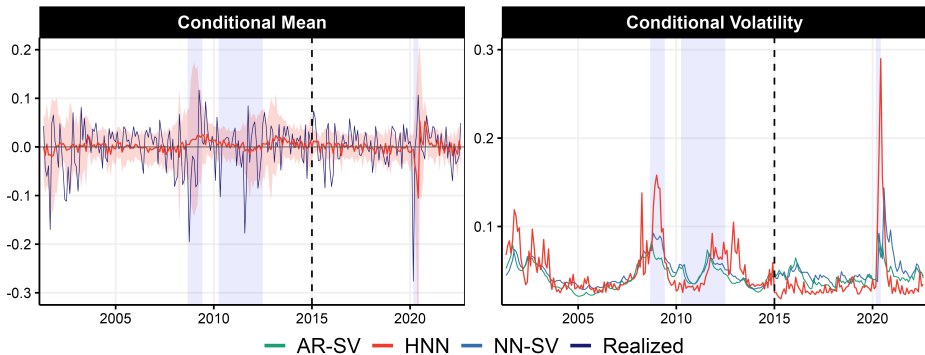 Conditional Mean
Conditional Volatility
0.2
0.1
0.0
-0.1
-0.2
-0.3
2005
2010
2015
2020
0.3
0.2
0.1
2005
2010
2015
2020
AR-SV
HNN
NN-SV
Realized